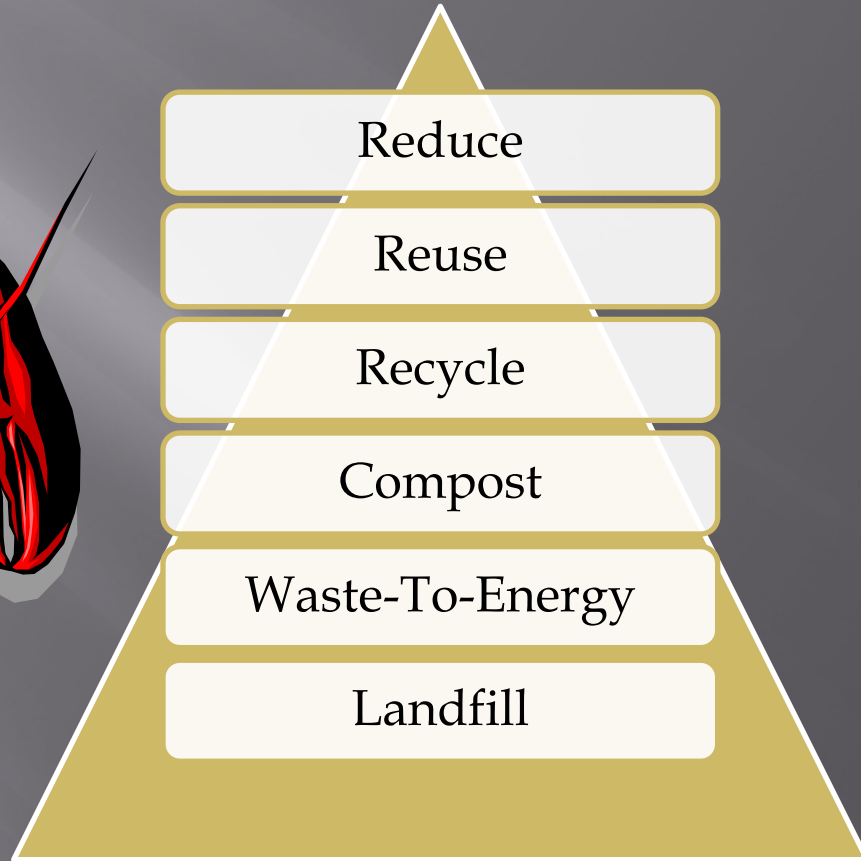 Reduce
Reuse
Recycle
Compost
Waste-To-Energy
Landfill